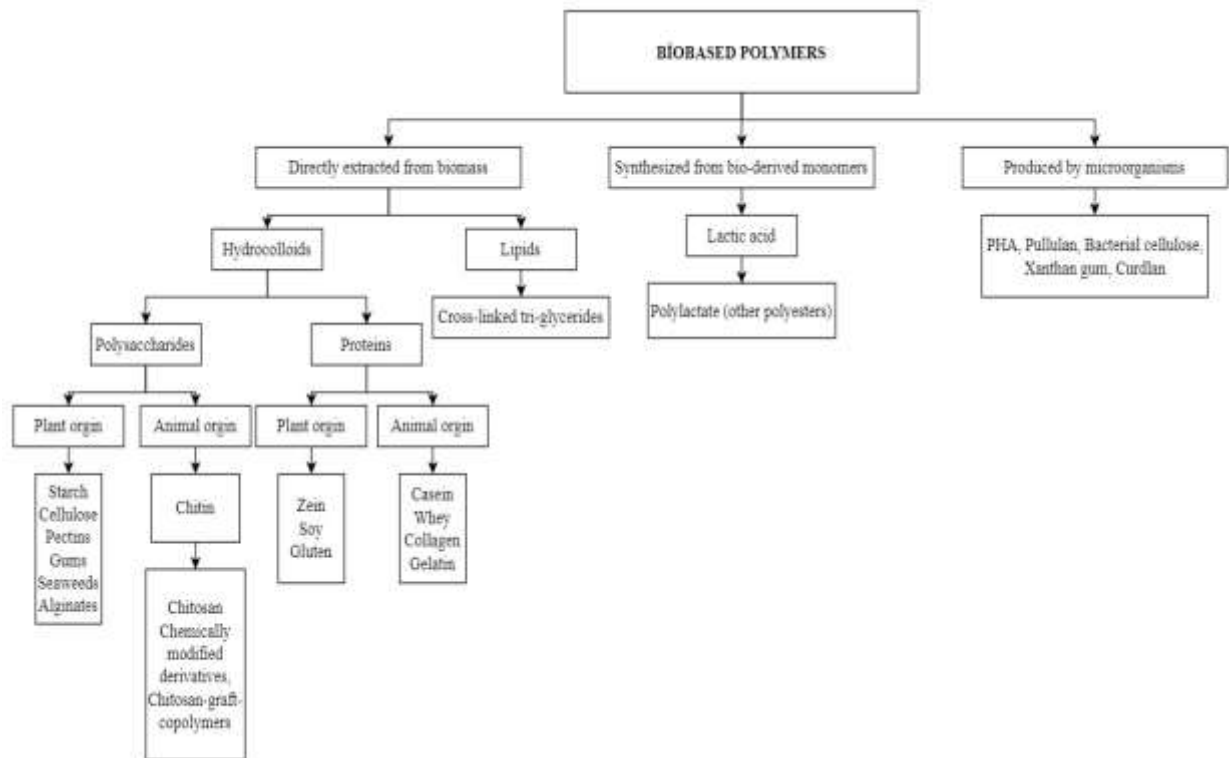 BİOBASED POLYMERS
Directly extracted from biomass
Synthesized from bio-derived monomers
Produced by microorganisms
Hydrocolloids
Lipids
Lactic acid
PHA, Pullulan, Bacterial cellulose,
Xanthan gum, Curdlan
Cross-linked tri-glycerides
Polylactate (other polyesters)
Polysaccharides
Proteins
Plant orgin
Animal orgin
Plant orgin
Animal orgin
Starch
Cellulose
Pectins
Gums
Seaweeds
Alginates
Chitin
Zein
Soy
Gluten
Casein
Whey
Collagen
Gelatin
Chitosan
Chemically
modified
derivatives,
Chitosan-graft-
copolymers